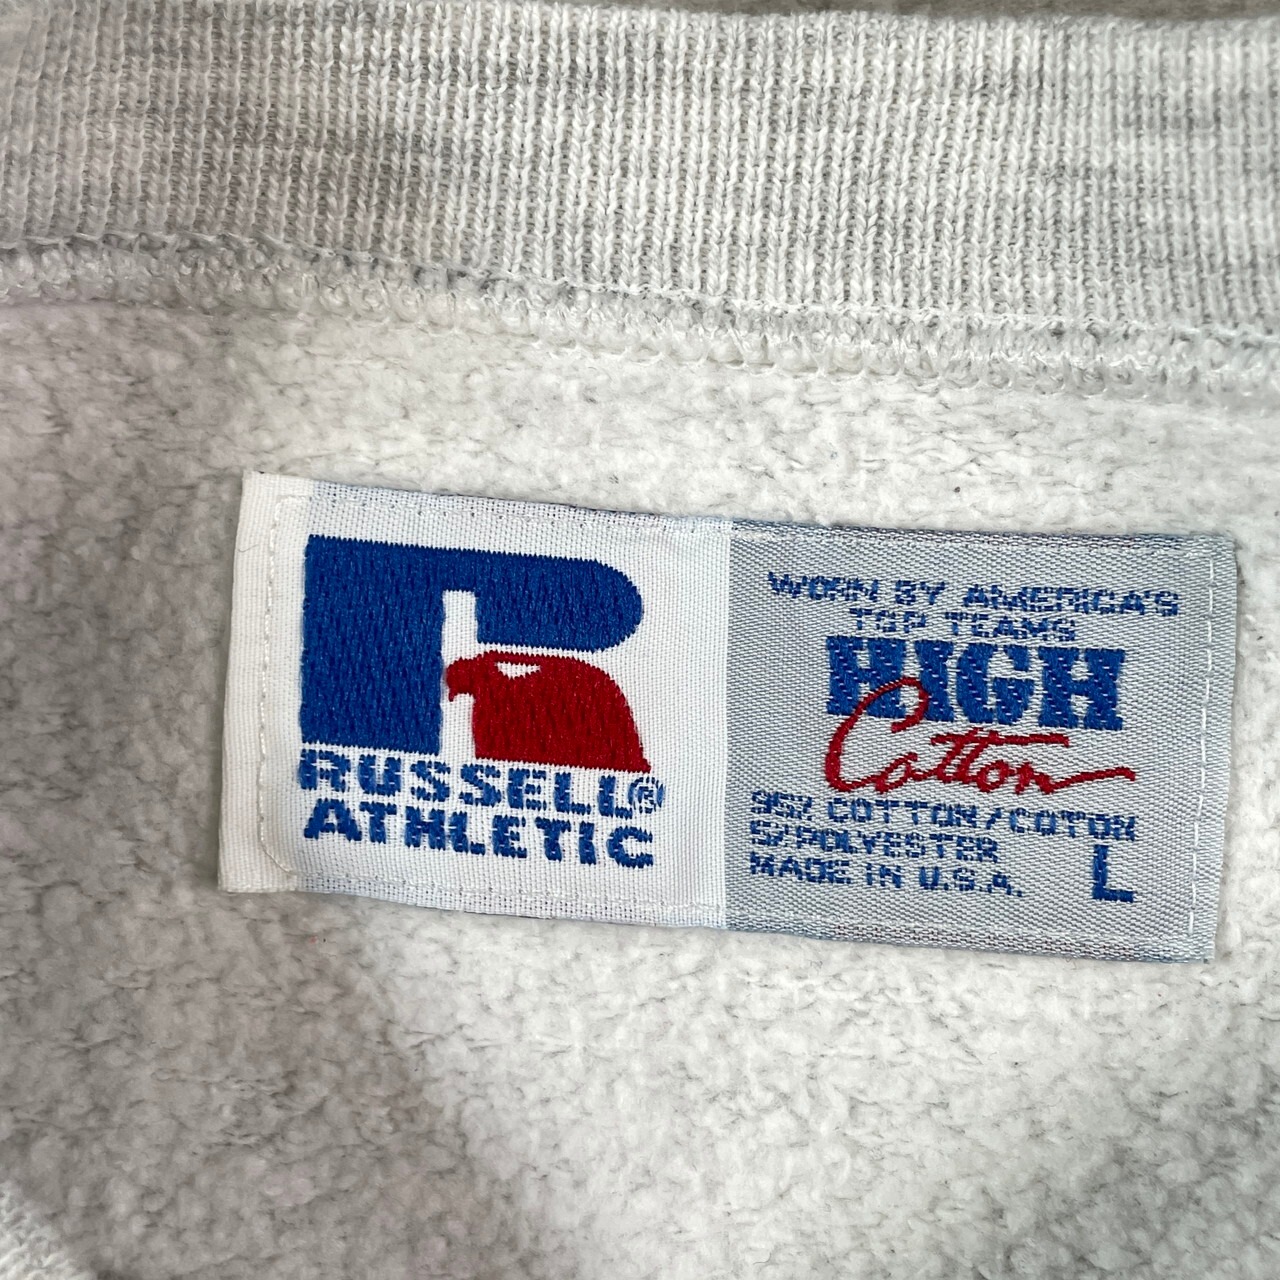 RUSSELL®
ATHLETIC
WORN BY AMERICA'S
TOP TEAMS
HIGH
Cotton
95% COTTON/COTON
5% POLYESTER
MADE IN U.S.A.
L